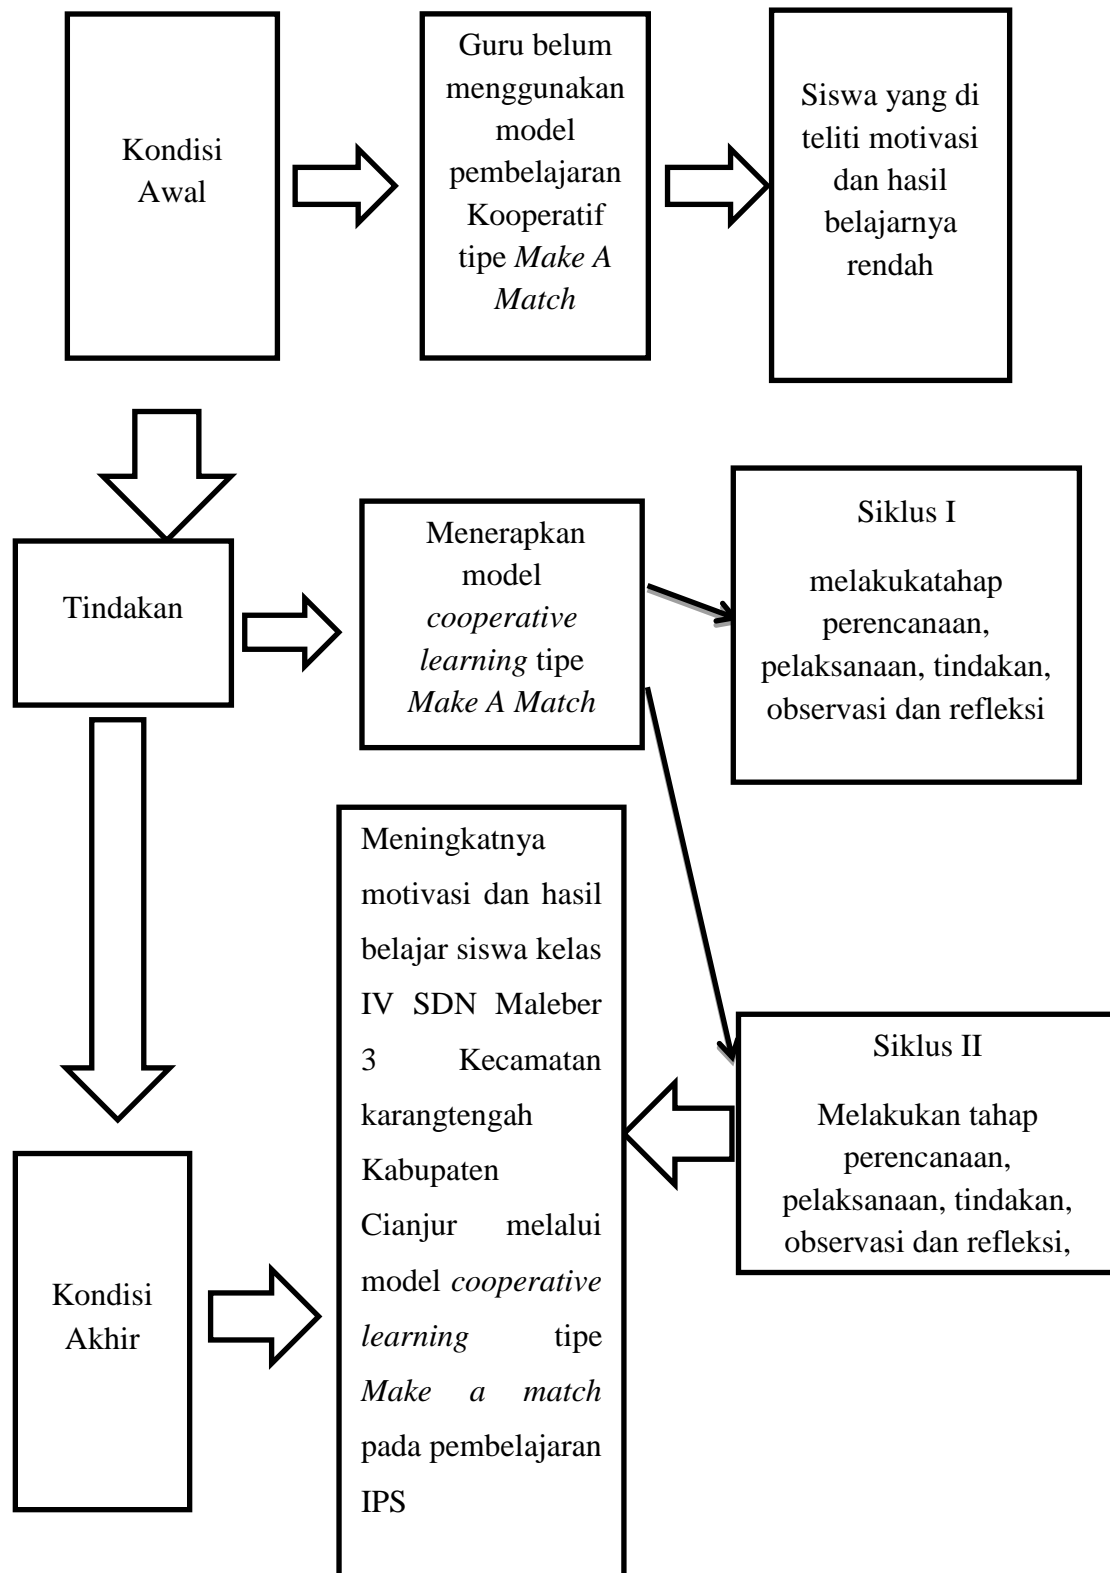 Kondisi
Awal
Guru belum
menggunakan
model
pembelajaran
Kooperatif
tipe Make A
Match
Siswa yang di
teliti motivasi
dan hasil
belajarnya
rendah
Tindakan
Menerapkan
model
cooperative
learning tipe
Make A Match
Siklus I
melakukatahap
perencanaan,
pelaksanaan, tindakan,
observasi dan refleksi
Siklus II
Melakukan tahap
perencanaan,
pelaksanaan, tindakan,
observasi dan refleksi,
Kondisi
Akhir
Meningkatnya
motivasi dan hasil
belajar siswa kelas
IV SDN Maleber
3 Kecamatan
karangtengah
Kabupaten
Cianjur melalui
model cooperative
learning tipe
Make a match
pada pembelajaran
IPS